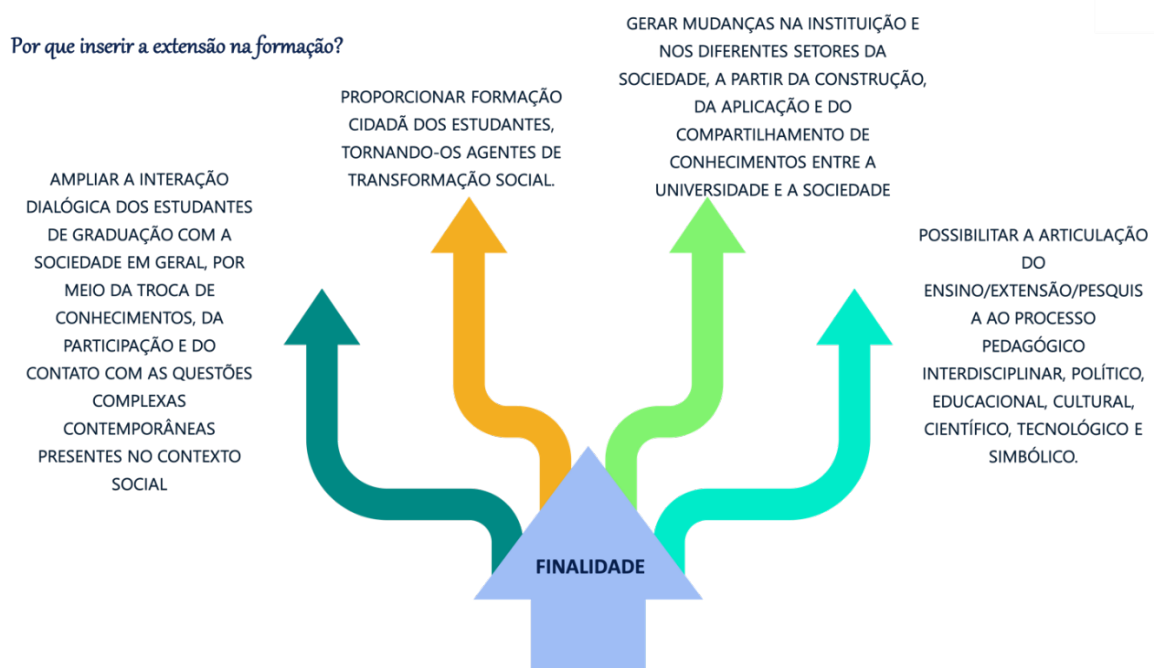 Por que inserir a extensão na formação?
AMPLIAR A INTERAÇÃO
DIALÓGICA DOS ESTUDANTES
DE GRADUAÇÃO COM A
SOCIEDADE EM GERAL, POR
MEIO DA TROCA DE
CONHECIMENTOS, DA
PARTICIPAÇÃO E DO
CONTATO COM AS QUESTÕES
COMPLEXAS
CONTEMPORÂNEAS
PRESENTES NO CONTEXTO
SOCIAL
PROPORCIONAR FORMAÇÃO
CIDADÃ DOS ESTUDANTES,
TORNANDO-OS AGENTES DE
TRANSFORMAÇÃO SOCIAL.
GERAR MUDANÇAS NA INSTITUIÇÃO E
NOS DIFERENTES SETORES DA
SOCIEDADE, A PARTIR DA CONSTRUÇÃO,
DA APLICAÇÃO E DO
COMPARTILHAMENTO DE
CONHECIMENTOS ENTRE A
UNIVERSIDADE E A SOCIEDADE
POSSIBILITAR A ARTICULAÇÃO
DO
ENSINO/EXTENSÃO/PESQUIS
A AO PROCESSO
PEDAGÓGICO
INTERDISCIPLINAR, POLÍTICO,
EDUCACIONAL, CULTURAL,
CIENTÍFICO, TECNOLÓGICO E
SIMBÓLICO.
FINALIDADE